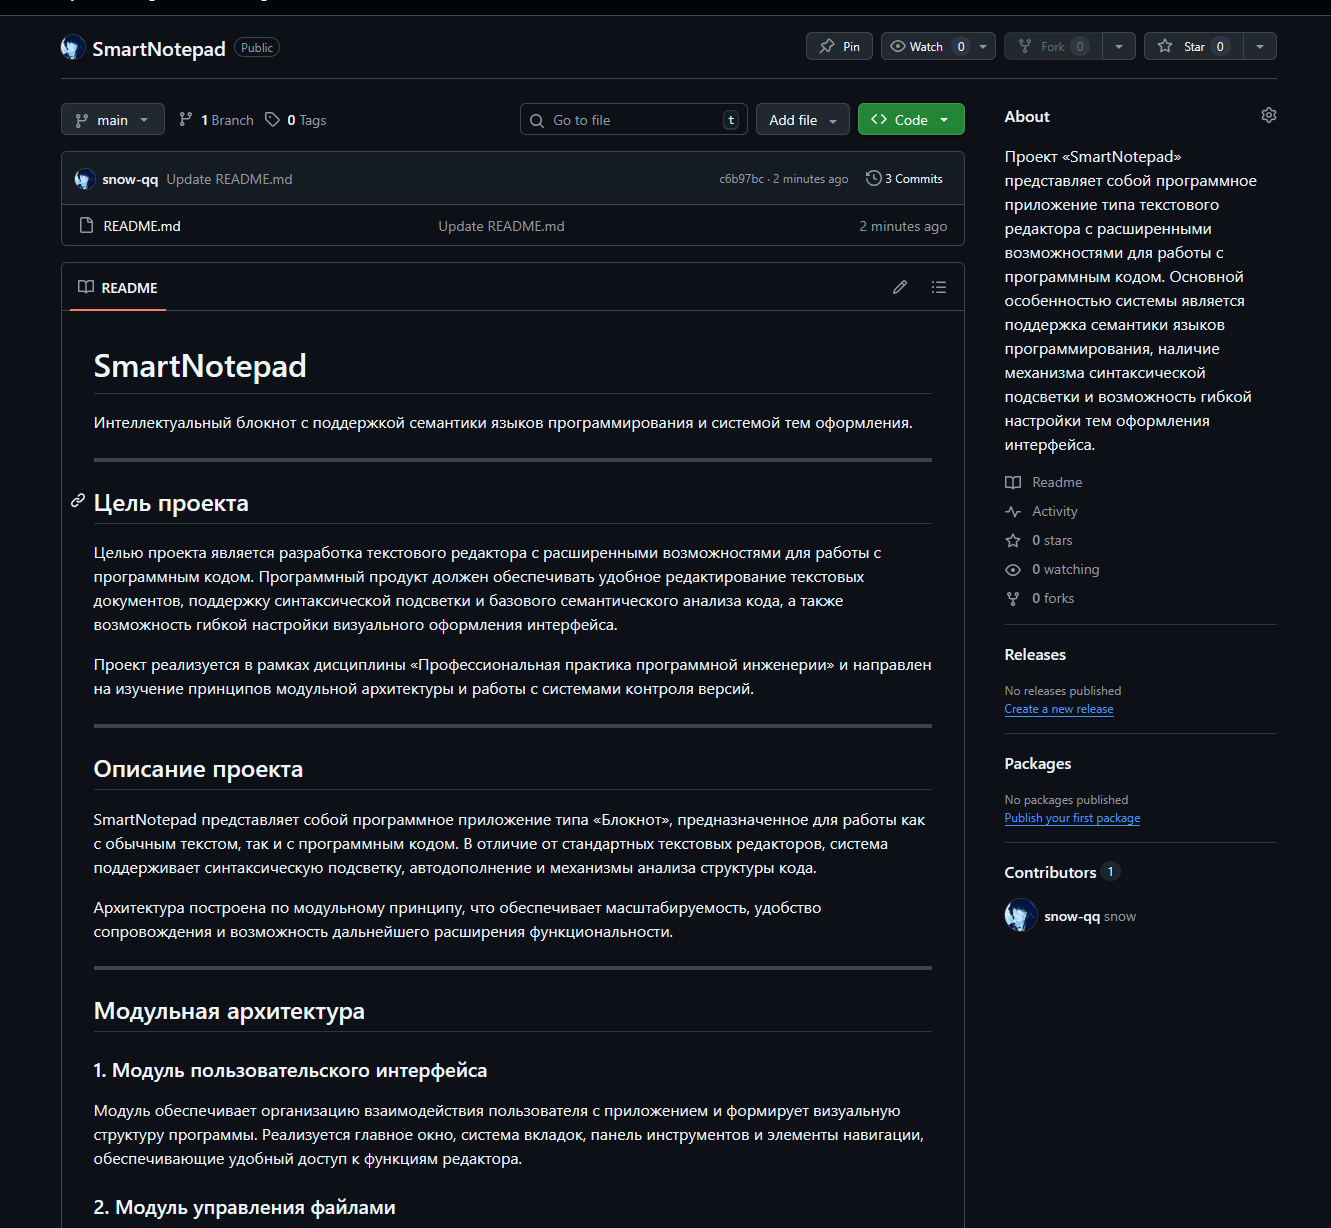 SmartNotepad Public
Pin
Watch 0
Fork 0
Star 0
main
1 Branch
0 Tags
Go to file
t
Add file
Code
snow-qq Update README.md
c6b97bc · 2 minutes ago
3 Commits
README.md
Update README.md
2 minutes ago
README
SmartNotepad
Интеллектуальный блокнот с поддержкой семантики языков программирования и системой тем оформления.
Цель проекта
Целью проекта является разработка текстового редактора с расширенными возможностями для работы с
программным кодом. Программный продукт должен обеспечивать удобное редактирование текстовых
документов, поддержку синтаксической подсветки и базового семантического анализа кода, а также
возможность гибкой настройки визуального оформления интерфейса.
Проект реализуется в рамках дисциплины «Профессиональная практика программной инженерии» и направлен
на изучение принципов модульной архитектуры и работы с системами контроля версий.
Описание проекта
SmartNotepad представляет собой программное приложение типа «Блокнот», предназначенное для работы как
с обычным текстом, так и с программным кодом. В отличие от стандартных текстовых редакторов, система
поддерживает синтаксическую подсветку, автодополнение и механизмы анализа структуры кода.
Архитектура построена по модульному принципу, что обеспечивает масштабируемость, удобство
сопровождения и возможность дальнейшего расширения функциональности.
Модульная архитектура
1. Модуль пользовательского интерфейса
Модуль обеспечивает организацию взаимодействия пользователя с приложением и формирует визуальную
структуру программы. Реализуется главное окно, система вкладок, панель инструментов и элементы навигации,
обеспечивающие удобный доступ к функциям редактора.
2. Модуль управления файлами
About
Проект «SmartNotepad»
представляет собой программное
приложение типа текстового
редактора с расширенными
возможностями для работы с
программным кодом. Основной
особенностью системы является
поддержка семантики языков
программирования, наличие
механизма синтаксической
подсветки и возможность гибкой
настройки тем оформления
интерфейса.
Readme
Activity
0 stars
0 watching
0 forks
Releases
No releases published
Create a new release
Packages
No packages published
Publish your first package
Contributors 1
snow-qq snow